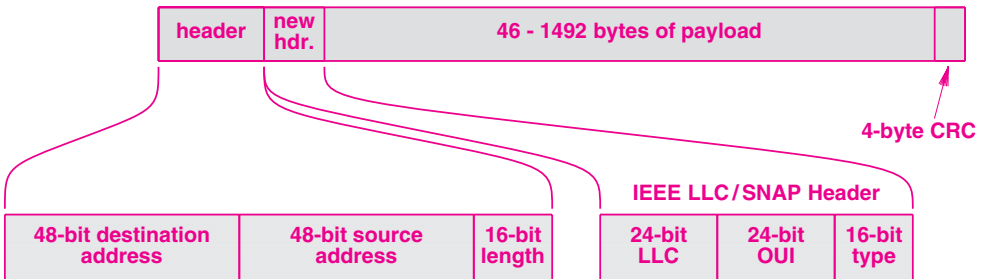 header
new
hdr.
46 - 1492 bytes of payload
4-byte CRC
IEEE LLC/SNAP Header
48-bit destination
address
48-bit source
address
16-bit
length
24-bit
LLC
24-bit
OUI
16-bit
type